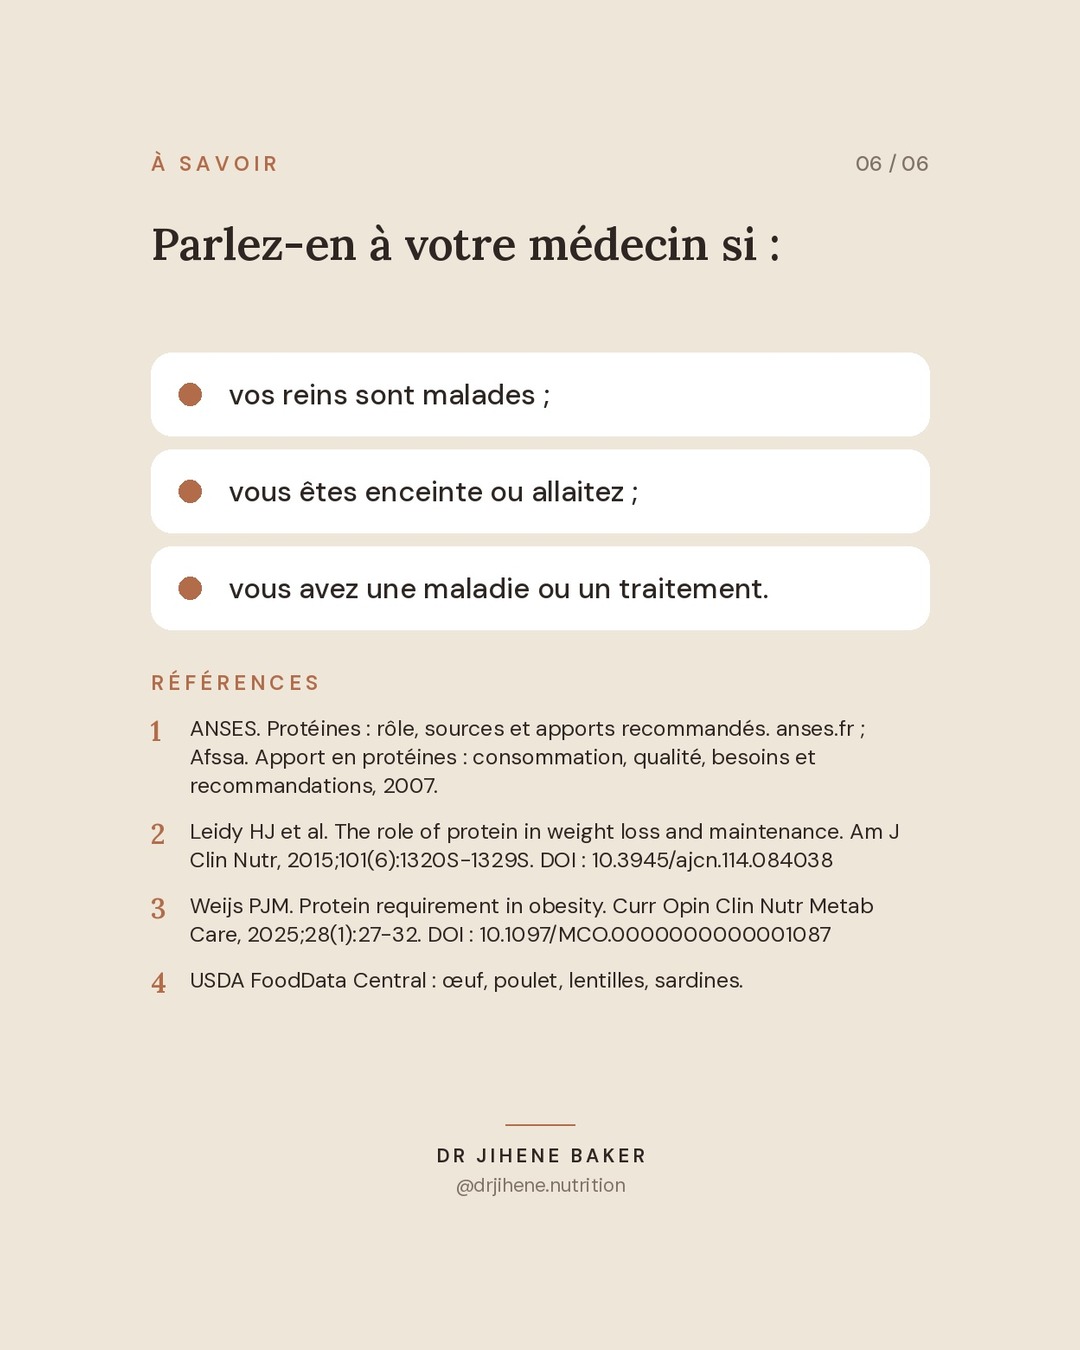 À SAVOIR
06 / 06
Parlez-en à votre médecin si :
vos reins sont malades ;
vous êtes enceinte ou allaitez ;
vous avez une maladie ou un traitement.
RÉFÉRENCES
1 ANSES. Protéines : rôle, sources et apports recommandés. anses.fr ;
Afssa. Apport en protéines : consommation, qualité, besoins et
recommandations, 2007.
2 Leidy HJ et al. The role of protein in weight loss and maintenance. Am J
Clin Nutr, 2015;101(6):1320S-1329S. DOI : 10.3945/ajcn.114.084038
3 Weijs PJM. Protein requirement in obesity. Curr Opin Clin Nutr Metab
Care, 2025;28(1):27-32. DOI : 10.1097/MCO.0000000000001087
4 USDA FoodData Central : œuf, poulet, lentilles, sardines.
DR JIHENE BAKER
@drjihene.nutrition